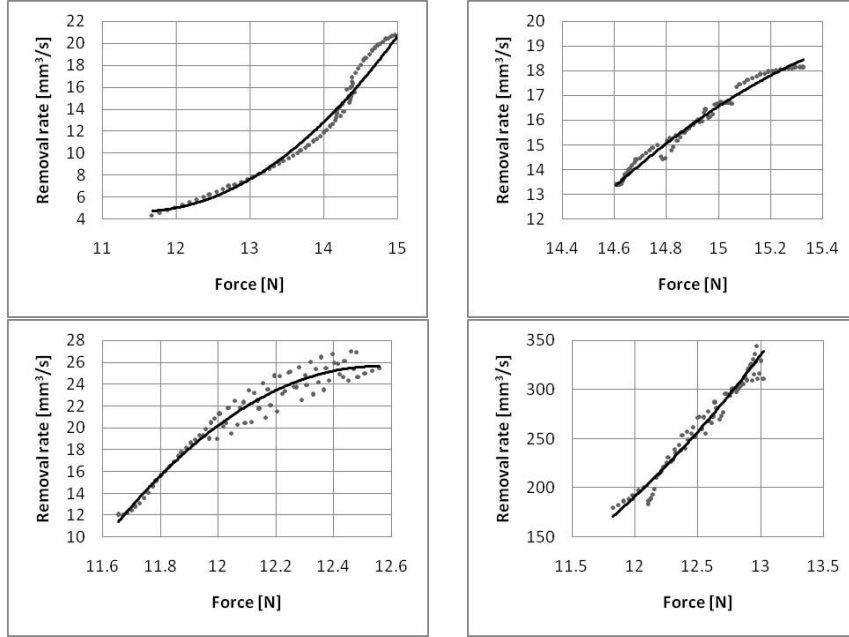 22
20
18
16
14
12
10
8
6
4
Removal rate [mm³/s]
11 12 13 14 15
Force [N]
20
19
18
17
16
15
14
13
12
Removal rate [mm³/s]
14.4 14.6 14.8 15 15.2 15.4
Force [N]
28
26
24
22
20
18
16
14
12
10
Removal rate [mm³/s]
11.6 11.8 12 12.2 12.4 12.6
Force [N]
350
300
250
200
150
Removal rate [mm³/s]
11.5 12 12.5 13 13.5
Force [N]